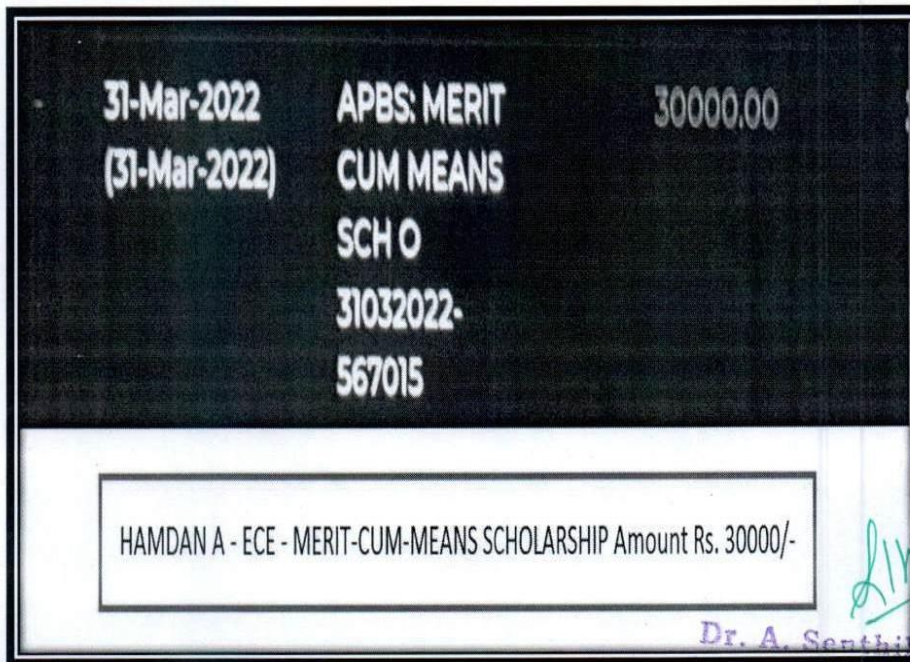 31-Mar-2022 APBS: MERIT 30000.00
(31-Mar-2022) CUM MEANS
SCH O
31032022-
567015
HAMDAN A - ECE - MERIT-CUM-MEANS SCHOLARSHIP Amount Rs. 30000/-
Dr. A.